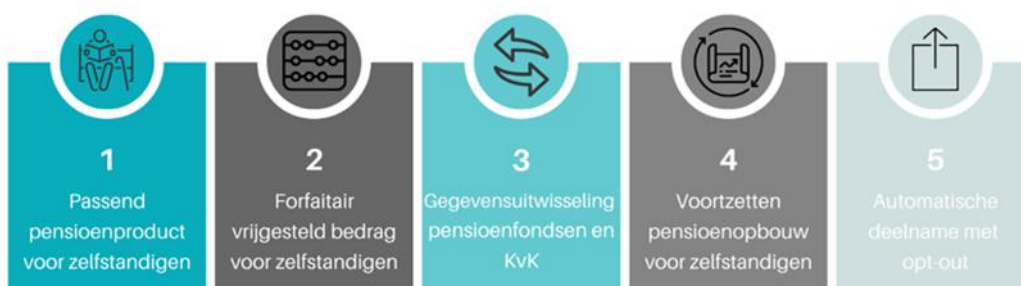 1
Passend
pensioenproduct
voor zelfstandigen
2
Forfaitair
vrijgesteld bedrag
voor zelfstandigen
3
Gegevensuitwisseling
pensioenfondsen en
KvK
4
Voortzetten
pensioenopbouw
voor zelfstandigen
5
Automatische
deelname met
opt-out